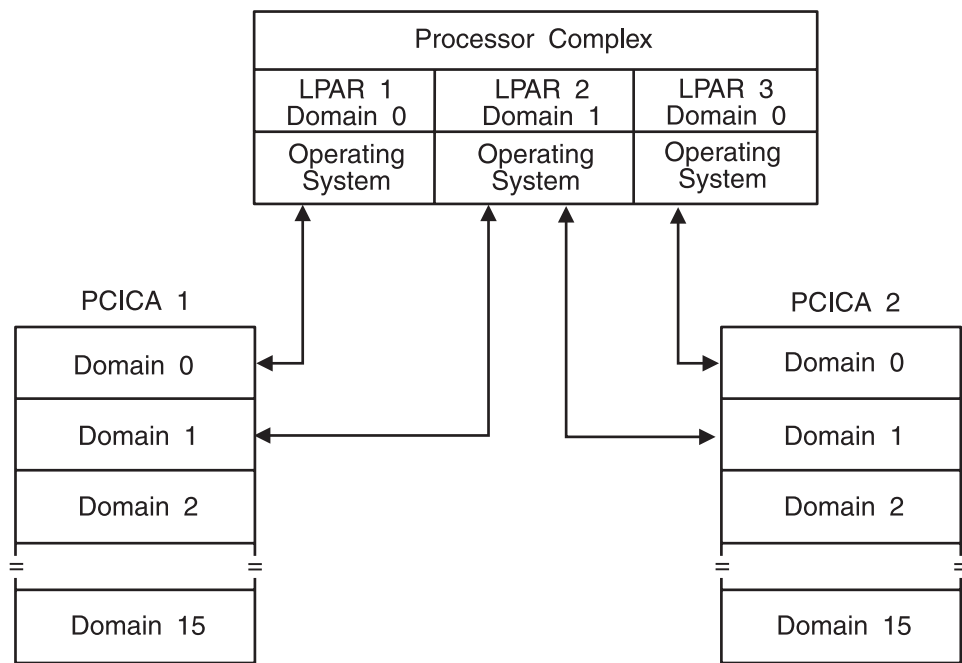 Processor Complex
LPAR 1
Domain 0
LPAR 2
Domain 1
LPAR 3
Domain 0
Operating
System
Operating
System
Operating
System
PCICA 1
Domain 0
Domain 1
Domain 2
=
=
Domain 15
PCICA 2
Domain 0
Domain 1
Domain 2
=
=
Domain 15